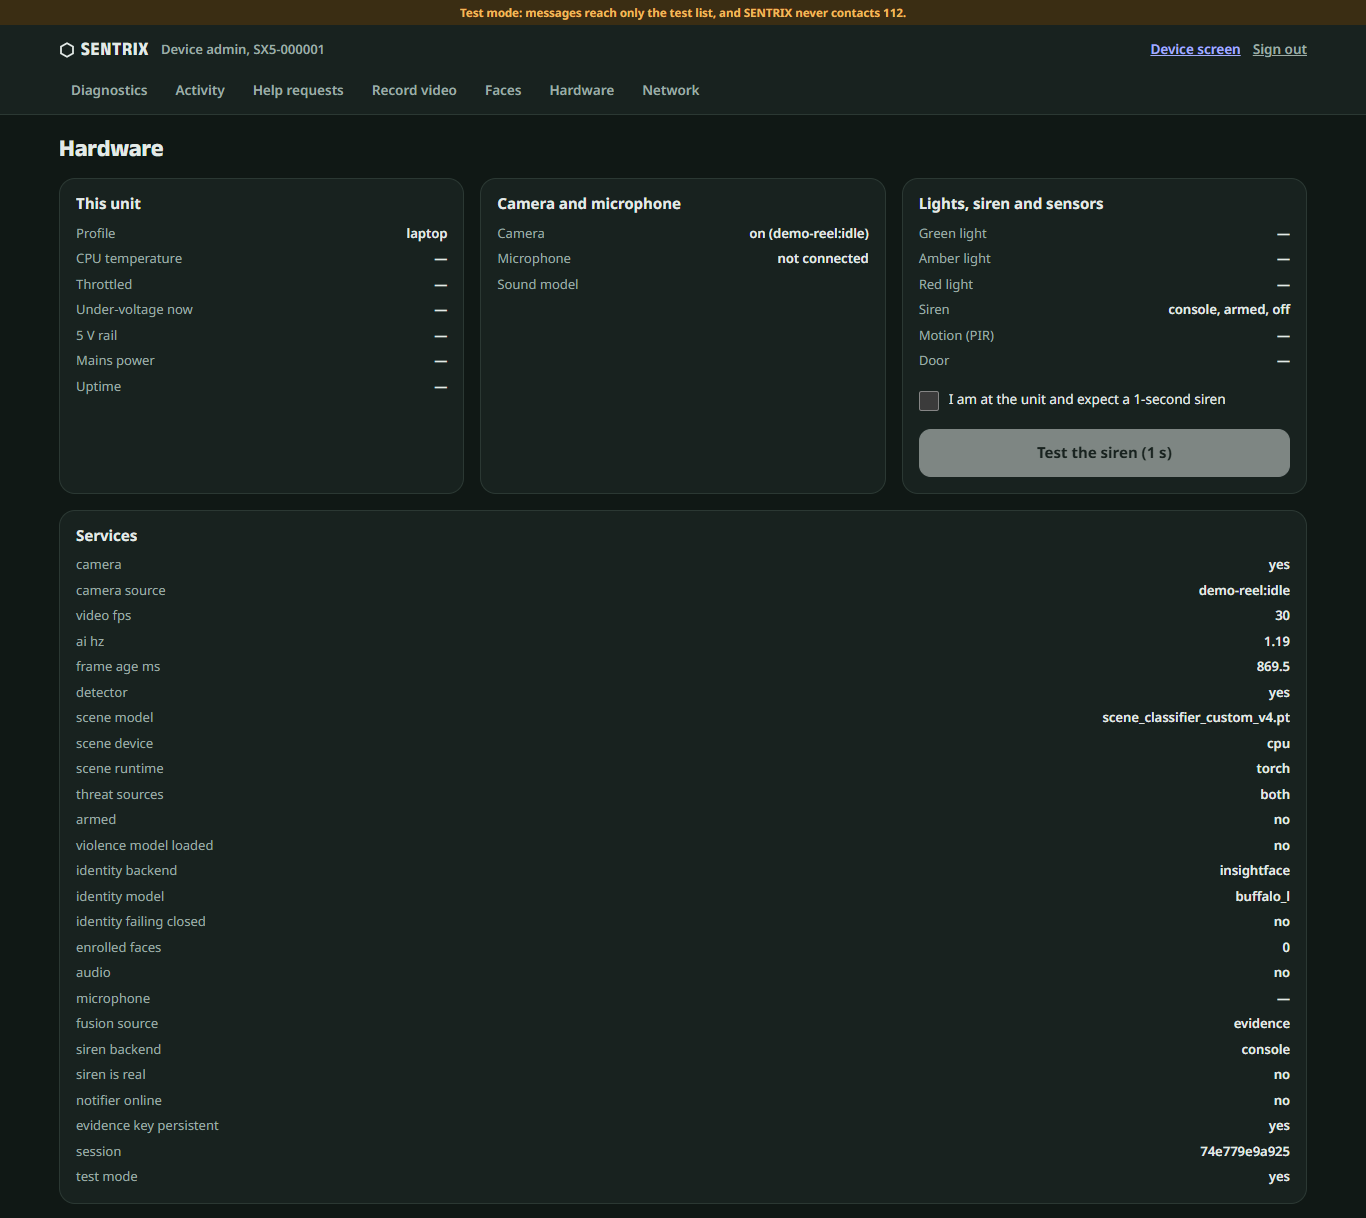 Test mode: messages reach only the test list, and SENTRIX never contacts 112.
SENTRIX Device admin, SX5-000001 Device screen Sign out
Diagnostics Activity Help requests Record video Faces Hardware Network
Hardware
This unit
Profile laptop
CPU temperature —
Throttled —
Under-voltage now —
5 V rail —
Mains power —
Uptime —
Camera and microphone
Camera on (demo-reel:idle)
Microphone not connected
Sound model
Lights, siren and sensors
Green light —
Amber light —
Red light —
Siren console, armed, off
Motion (PIR) —
Door —
I am at the unit and expect a 1-second siren
Test the siren (1 s)
Services
camera yes
camera source demo-reel:idle
video fps 30
ai hz 1.19
frame age ms 869.5
detector yes
scene model scene_classifier_custom_v4.pt
scene device cpu
scene runtime torch
threat sources both
armed no
violence model loaded no
identity backend insightface
identity model buffalo_l
identity failing closed no
enrolled faces 0
audio no
microphone —
fusion source evidence
siren backend console
siren is real no
notifier online no
evidence key persistent yes
session 74e779e9a925
test mode yes